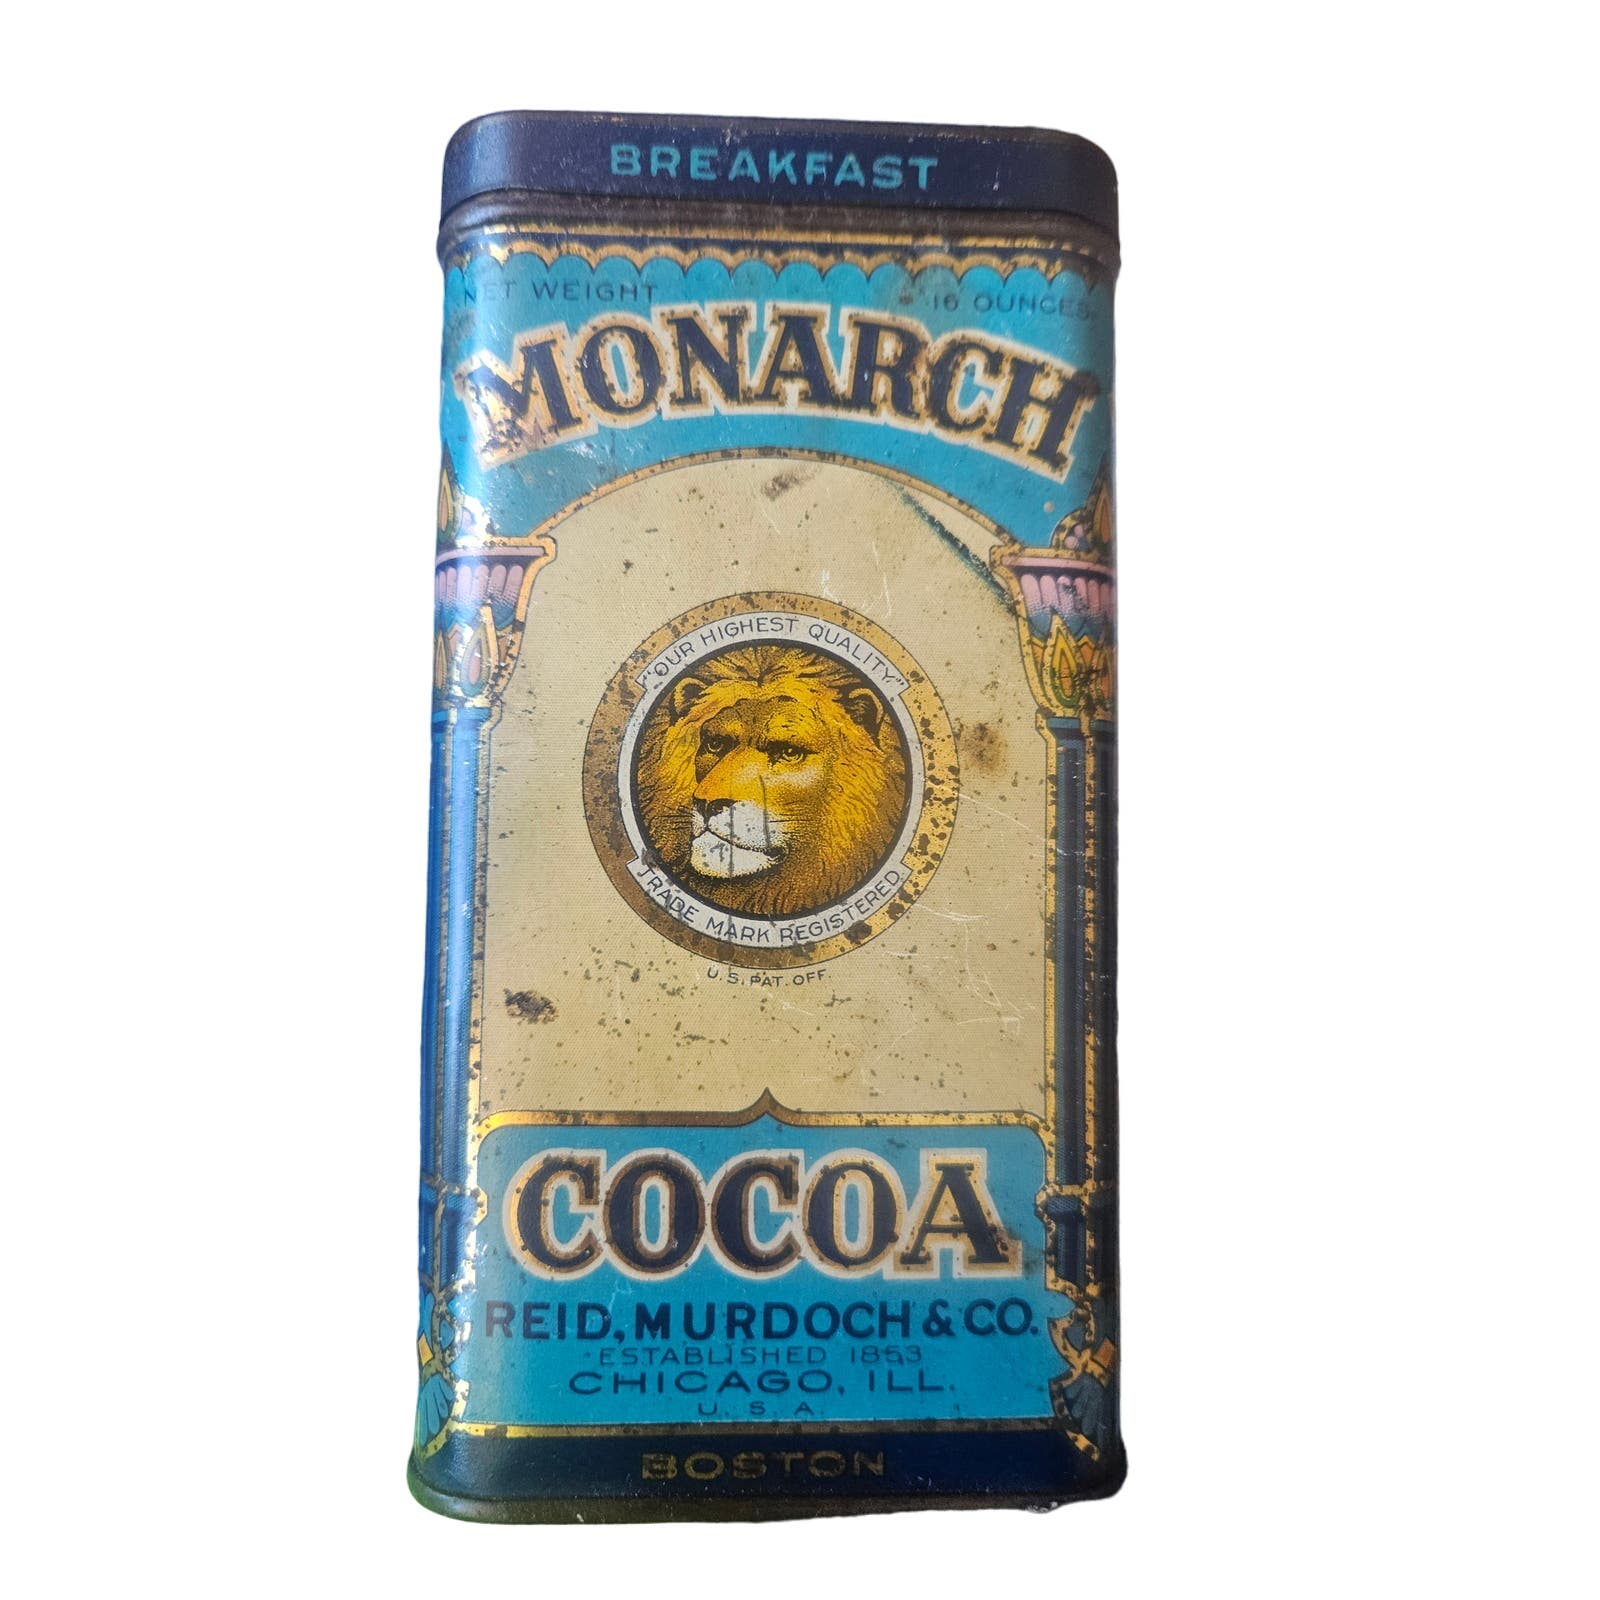 BREAKFAST
NET WEIGHT 16 OUNCES
MONARCH
"OUR HIGHEST QUALITY"
TRADE MARK REGISTERED
U.S. PAT. OFF.
COCOA
REID, MURDOCH & CO.
ESTABLISHED 1853
CHICAGO, ILL.
U. S. A.
BOSTON